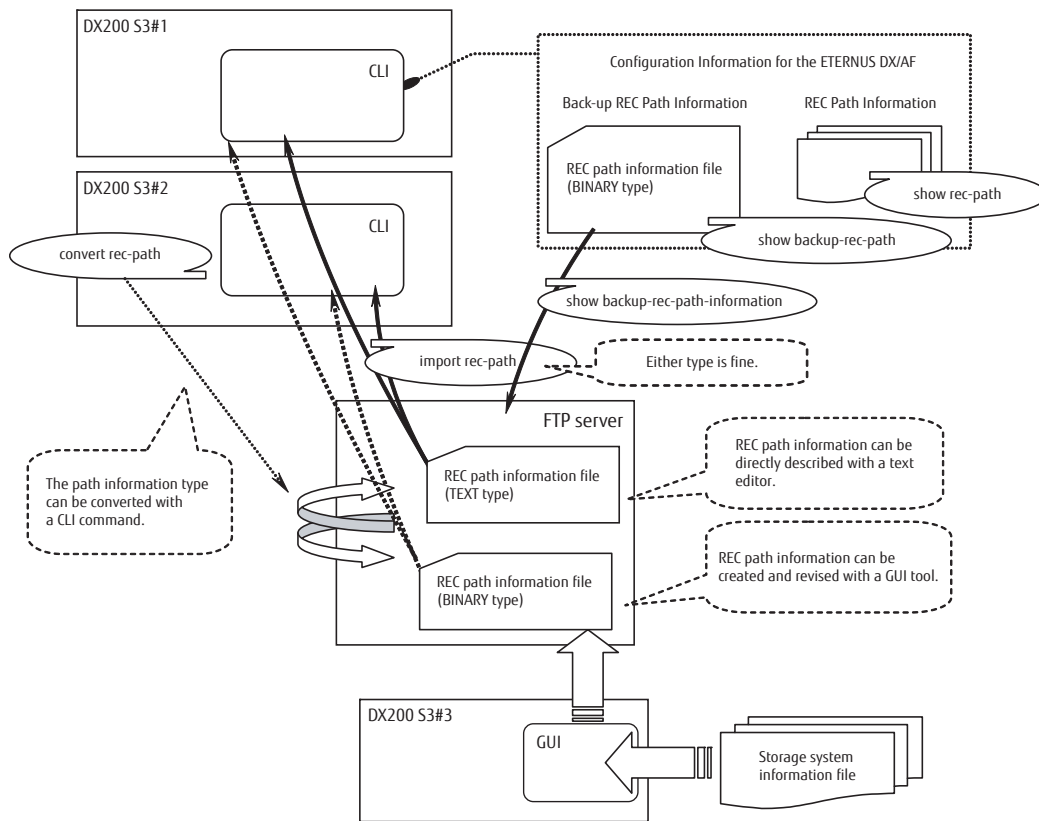 DX200 S3#1
CLI
Configuration Information for the ETERNUS DX/AF
Back-up REC Path Information
REC Path Information
REC path information file
(BINARY type)
show rec-path
show backup-rec-path
DX200 S3#2
CLI
convert rec-path
show backup-rec-path-information
import rec-path
Either type is fine.
FTP server
REC path information file
(TEXT type)
REC path information can be
directly described with a text
editor.
The path information type
can be converted with
a CLI command.
REC path information file
(BINARY type)
REC path information can be
created and revised with a GUI tool.
DX200 S3#3
GUI
Storage system
information file